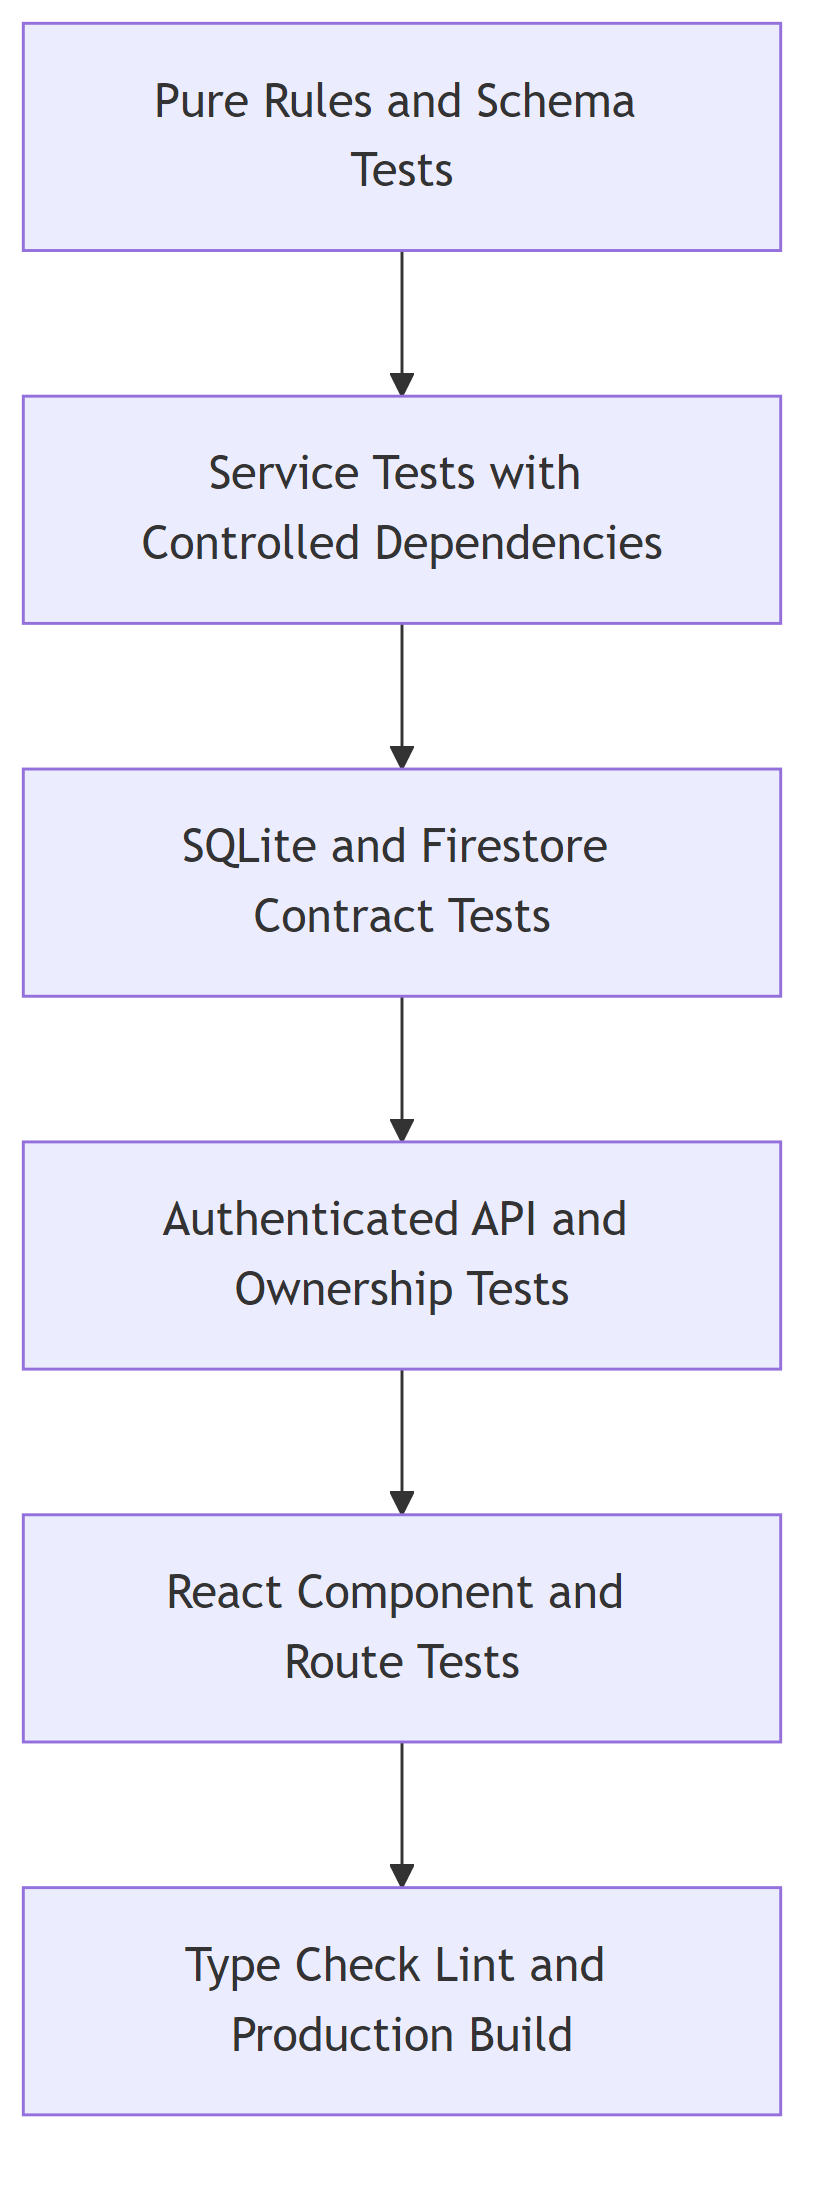 Pure Rules and Schema
Tests
Service Tests with
Controlled Dependencies
SQLite and Firestore
Contract Tests
Authenticated API and
Ownership Tests
React Component and
Route Tests
Type Check Lint and
Production Build